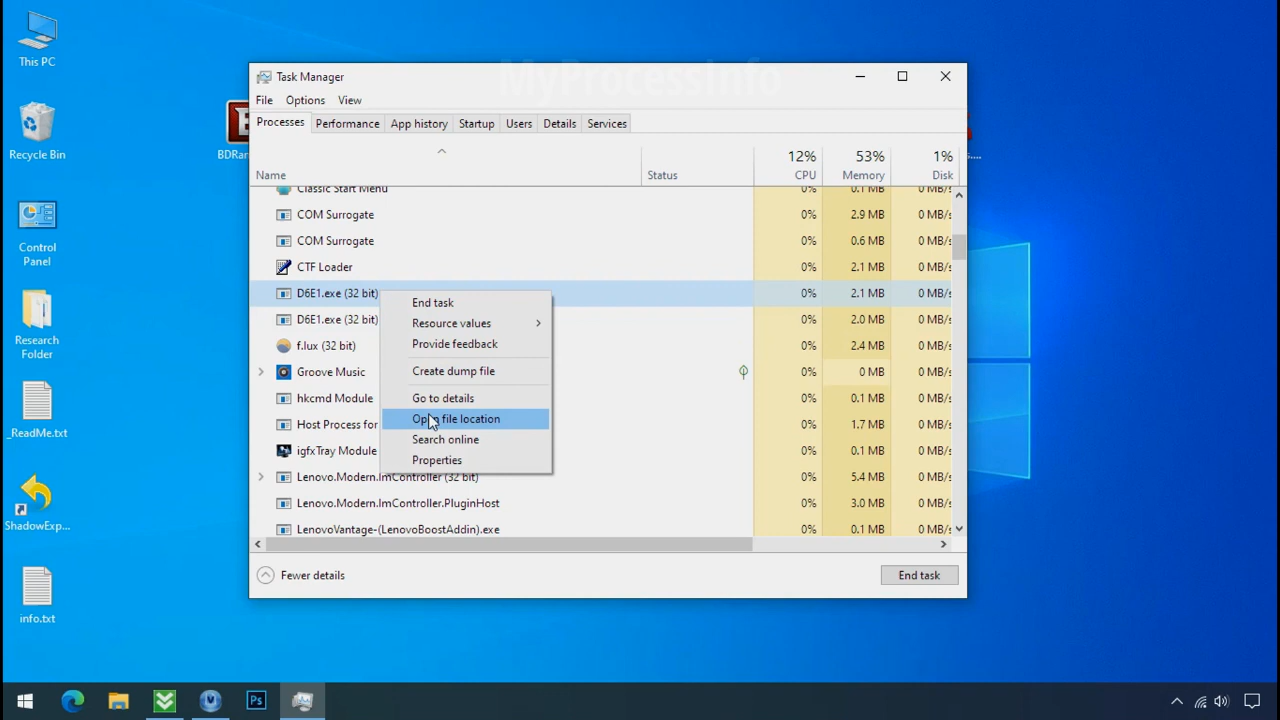 This PC
Recycle Bin
Control
Panel
Research
Folder
_ReadMe.txt
ShadowExp...
info.txt
MyProcessInfo
Task Manager
File Options View
Processes Performance App history Startup Users Details Services
12% 53% 1%
Name Status CPU Memory Disk
Classic Start Menu 0% 0.1 MB 0 MB/s
COM Surrogate 0% 2.9 MB 0 MB/s
COM Surrogate 0% 0.6 MB 0 MB/s
CTF Loader 0% 2.1 MB 0 MB/s
D6E1.exe (32 bit) 0% 2.1 MB 0 MB/s
D6E1.exe (32 bit) 0% 2.0 MB 0 MB/s
f.lux (32 bit) 0% 2.4 MB 0 MB/s
Groove Music 0% 0 MB 0 MB/s
hkcmd Module 0% 0.1 MB 0 MB/s
Host Process for 0% 1.7 MB 0 MB/s
igfxTray Module 0% 0.1 MB 0 MB/s
Lenovo.Modern.ImController (32 bit) 0% 5.4 MB 0 MB/s
Lenovo.Modern.ImController.PluginHost 0% 3.0 MB 0 MB/s
LenovoVantage-(LenovoBoostAddin).exe 0% 0.1 MB 0 MB/s
End task
Resource values
Provide feedback
Create dump file
Go to details
Open file location
Search online
Properties
Fewer details End task
Ps